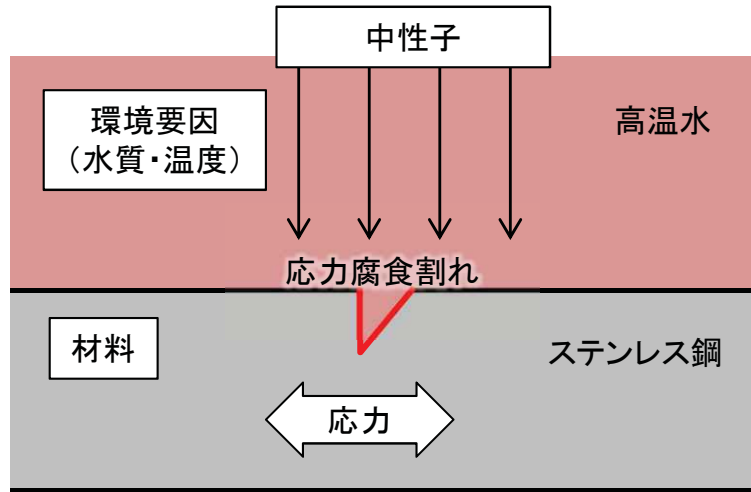 中性子
環境要因
（水質・温度）
高温水
応力腐食割れ
材料
ステンレス鋼
応力